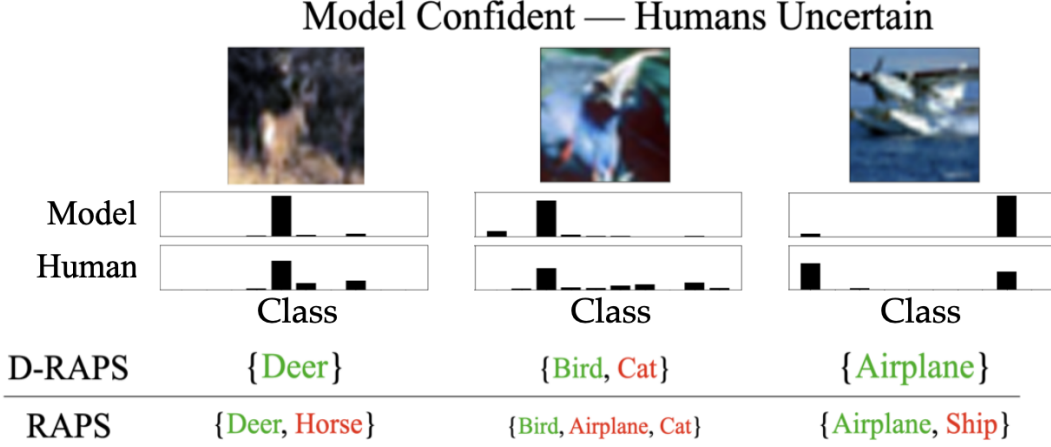 Model Confident — Humans Uncertain
Model
Human
Class Class Class
D-RAPS {Deer} {Bird, Cat} {Airplane}
RAPS {Deer, Horse} {Bird, Airplane, Cat} {Airplane, Ship}